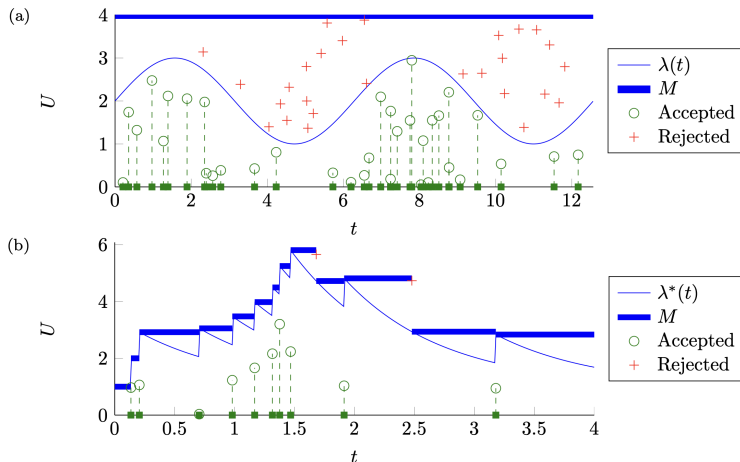 (a)
4
3
2
1
0
U
0 2 4 6 8 10 12
t
λ(t)
M
Accepted
Rejected
(b)
6
4
2
0
U
0 0.5 1 1.5 2 2.5 3 3.5 4
t
λ*(t)
M
Accepted
Rejected